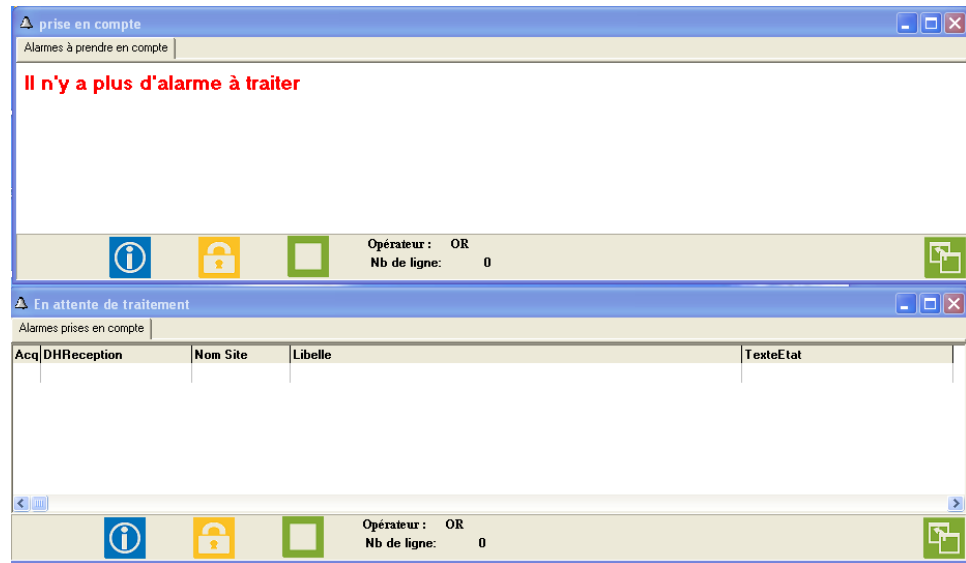 prise en compte
Alarmes à prendre en compte
Il n'y a plus d'alarme à traiter
Opérateur : OR
Nb de ligne: 0
En attente de traitement
Alarmes prises en compte
Acq DHReception Nom Site Libelle TexteEtat
Opérateur : OR
Nb de ligne: 0